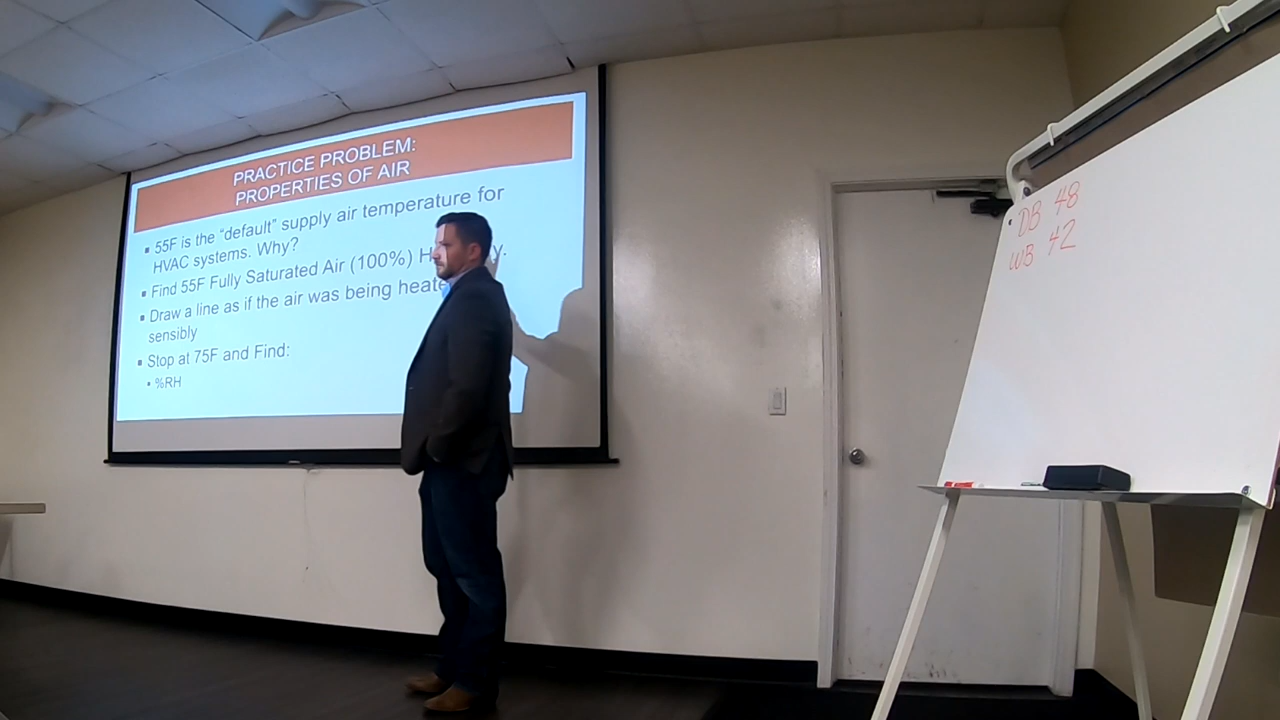 PRACTICE PROBLEM:
PROPERTIES OF AIR
▪ 55F is the “default” supply air temperature for
HVAC systems. Why?
▪ Find 55F Fully Saturated Air (100%)
▪ Draw a line as if the air was being
sensibly
▪ Stop at 75F and Find:
• %RH
DB 48
WB 42